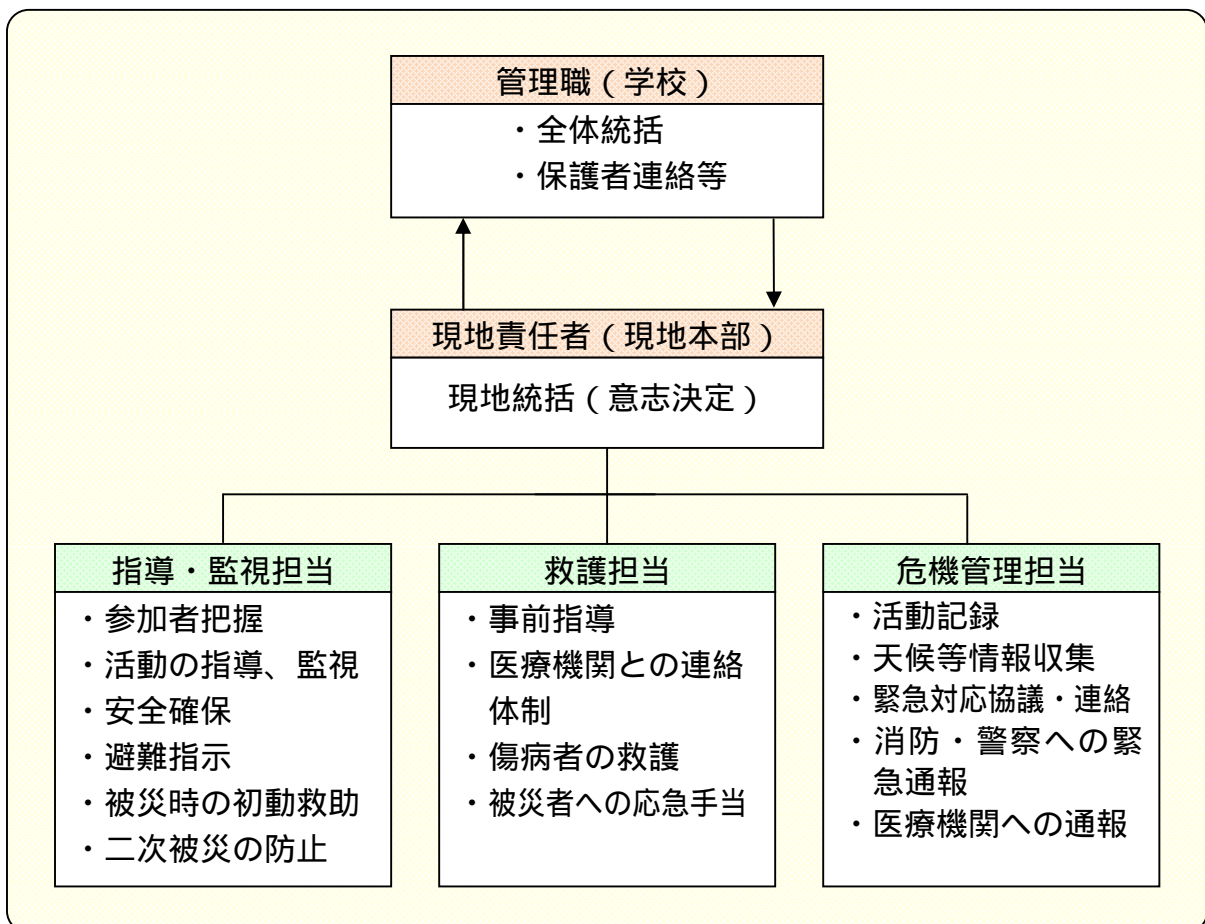 管理職（学校）
・全体統括
・保護者連絡等
現地責任者（現地本部）
現地統括（意志決定）
指導・監視担当
・参加者把握
・活動の指導、監視
・安全確保
・避難指示
・被災時の初動救助
・二次被災の防止
救護担当
・事前指導
・医療機関との連絡
体制
・傷病者の救護
・被災者への応急手当
危機管理担当
・活動記録
・天候等情報収集
・緊急対応協議・連絡
・消防・警察への緊
急通報
・医療機関への通報